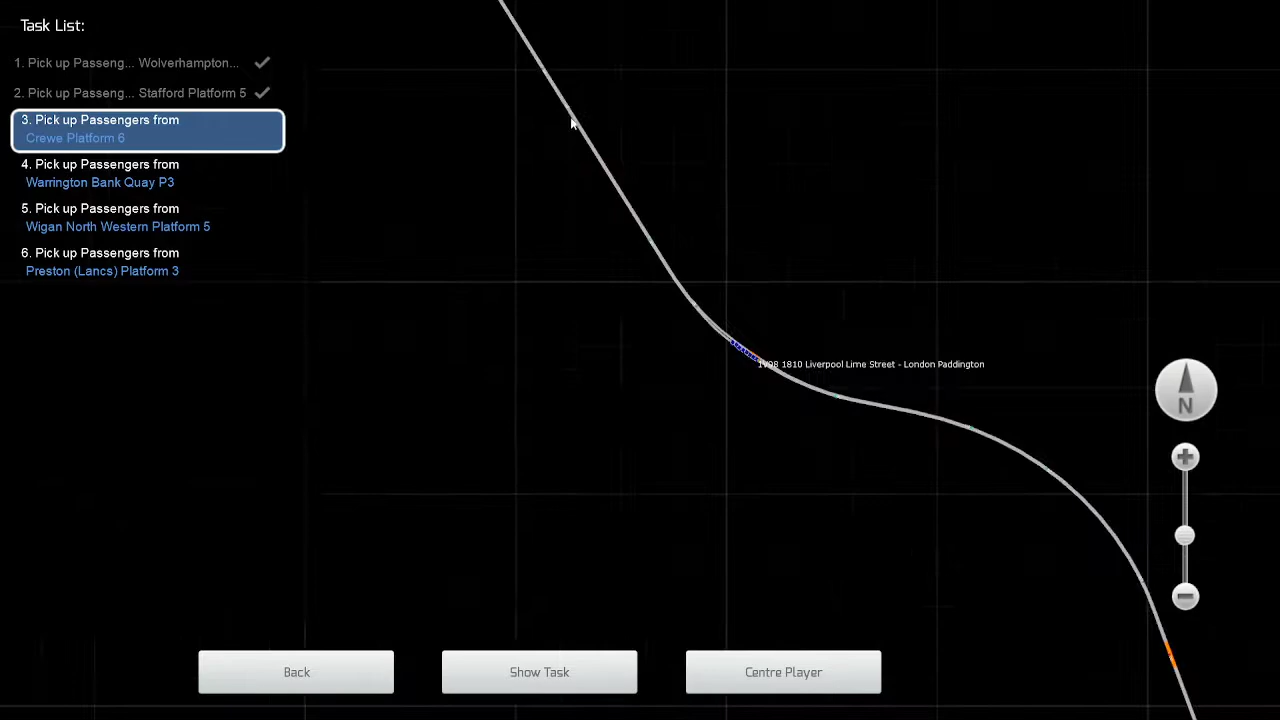 Task List:
1. Pick up Passeng... Wolverhampton...
2. Pick up Passeng... Stafford Platform 5
3. Pick up Passengers from
Crewe Platform 6
4. Pick up Passengers from
Warrington Bank Quay P3
5. Pick up Passengers from
Wigan North Western Platform 5
6. Pick up Passengers from
Preston (Lancs) Platform 3
1V98 1810 Liverpool Lime Street - London Paddington
N
Back
Show Task
Centre Player